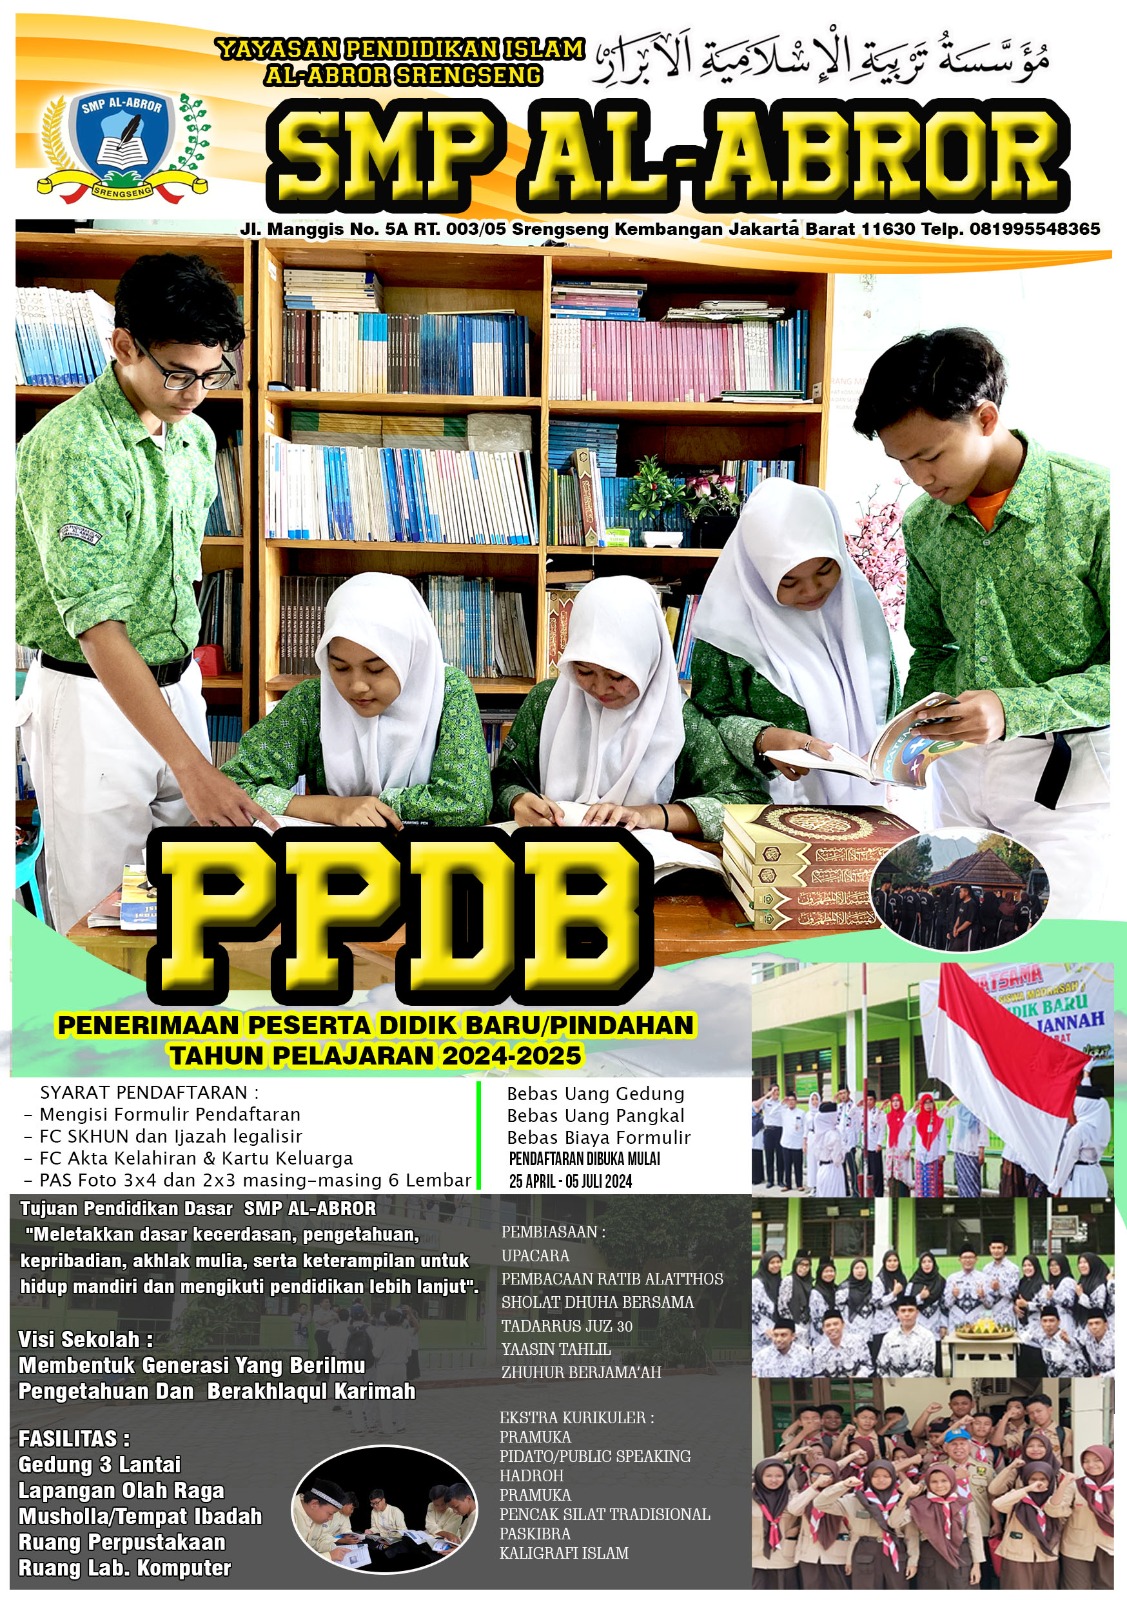 YAYASAN PENDIDIKAN ISLAM
AL-ABROR SRENGSENG
مُؤَسَّسَةُ تَرْبِيَةِ الْإِسْلَامِيَةِ اَلْاَبْرَارْ
SMP AL-ABROR
SRENGSENG
SMP AL-ABROR
Jl. Manggis No. 5A RT. 003/05 Srengseng Kembangan Jakarta Barat 11630 Telp. 081995548365
PPDB
PENERIMAAN PESERTA DIDIK BARU/PINDAHAN
TAHUN PELAJARAN 2024-2025
SYARAT PENDAFTARAN :
- Mengisi Formulir Pendaftaran
- FC SKHUN dan Ijazah legalisir
- FC Akta Kelahiran & Kartu Keluarga
- PAS Foto 3x4 dan 2x3 masing-masing 6 Lembar
Bebas Uang Gedung
Bebas Uang Pangkal
Bebas Biaya Formulir
PENDAFTARAN DIBUKA MULAI
25 APRIL - 05 JULI 2024
Tujuan Pendidikan Dasar SMP AL-ABROR
"Meletakkan dasar kecerdasan, pengetahuan,
kepribadian, akhlak mulia, serta keterampilan untuk
hidup mandiri dan mengikuti pendidikan lebih lanjut".
Visi Sekolah :
Membentuk Generasi Yang Berilmu
Pengetahuan Dan Berakhlaqul Karimah
FASILITAS :
Gedung 3 Lantai
Lapangan Olah Raga
Musholla/Tempat Ibadah
Ruang Perpustakaan
Ruang Lab. Komputer
PEMBIASAAN :
UPACARA
PEMBACAAN RATIB ALATTHOS
SHOLAT DHUHA BERSAMA
TADARRUS JUZ 30
YAASIN TAHLIL
ZHUHUR BERJAMA'AH
EKSTRA KURIKULER :
PRAMUKA
PIDATO/PUBLIC SPEAKING
HADROH
PRAMUKA
PENCAK SILAT TRADISIONAL
PASKIBRA
KALIGRAFI ISLAM
DIK BARU
JANNAH